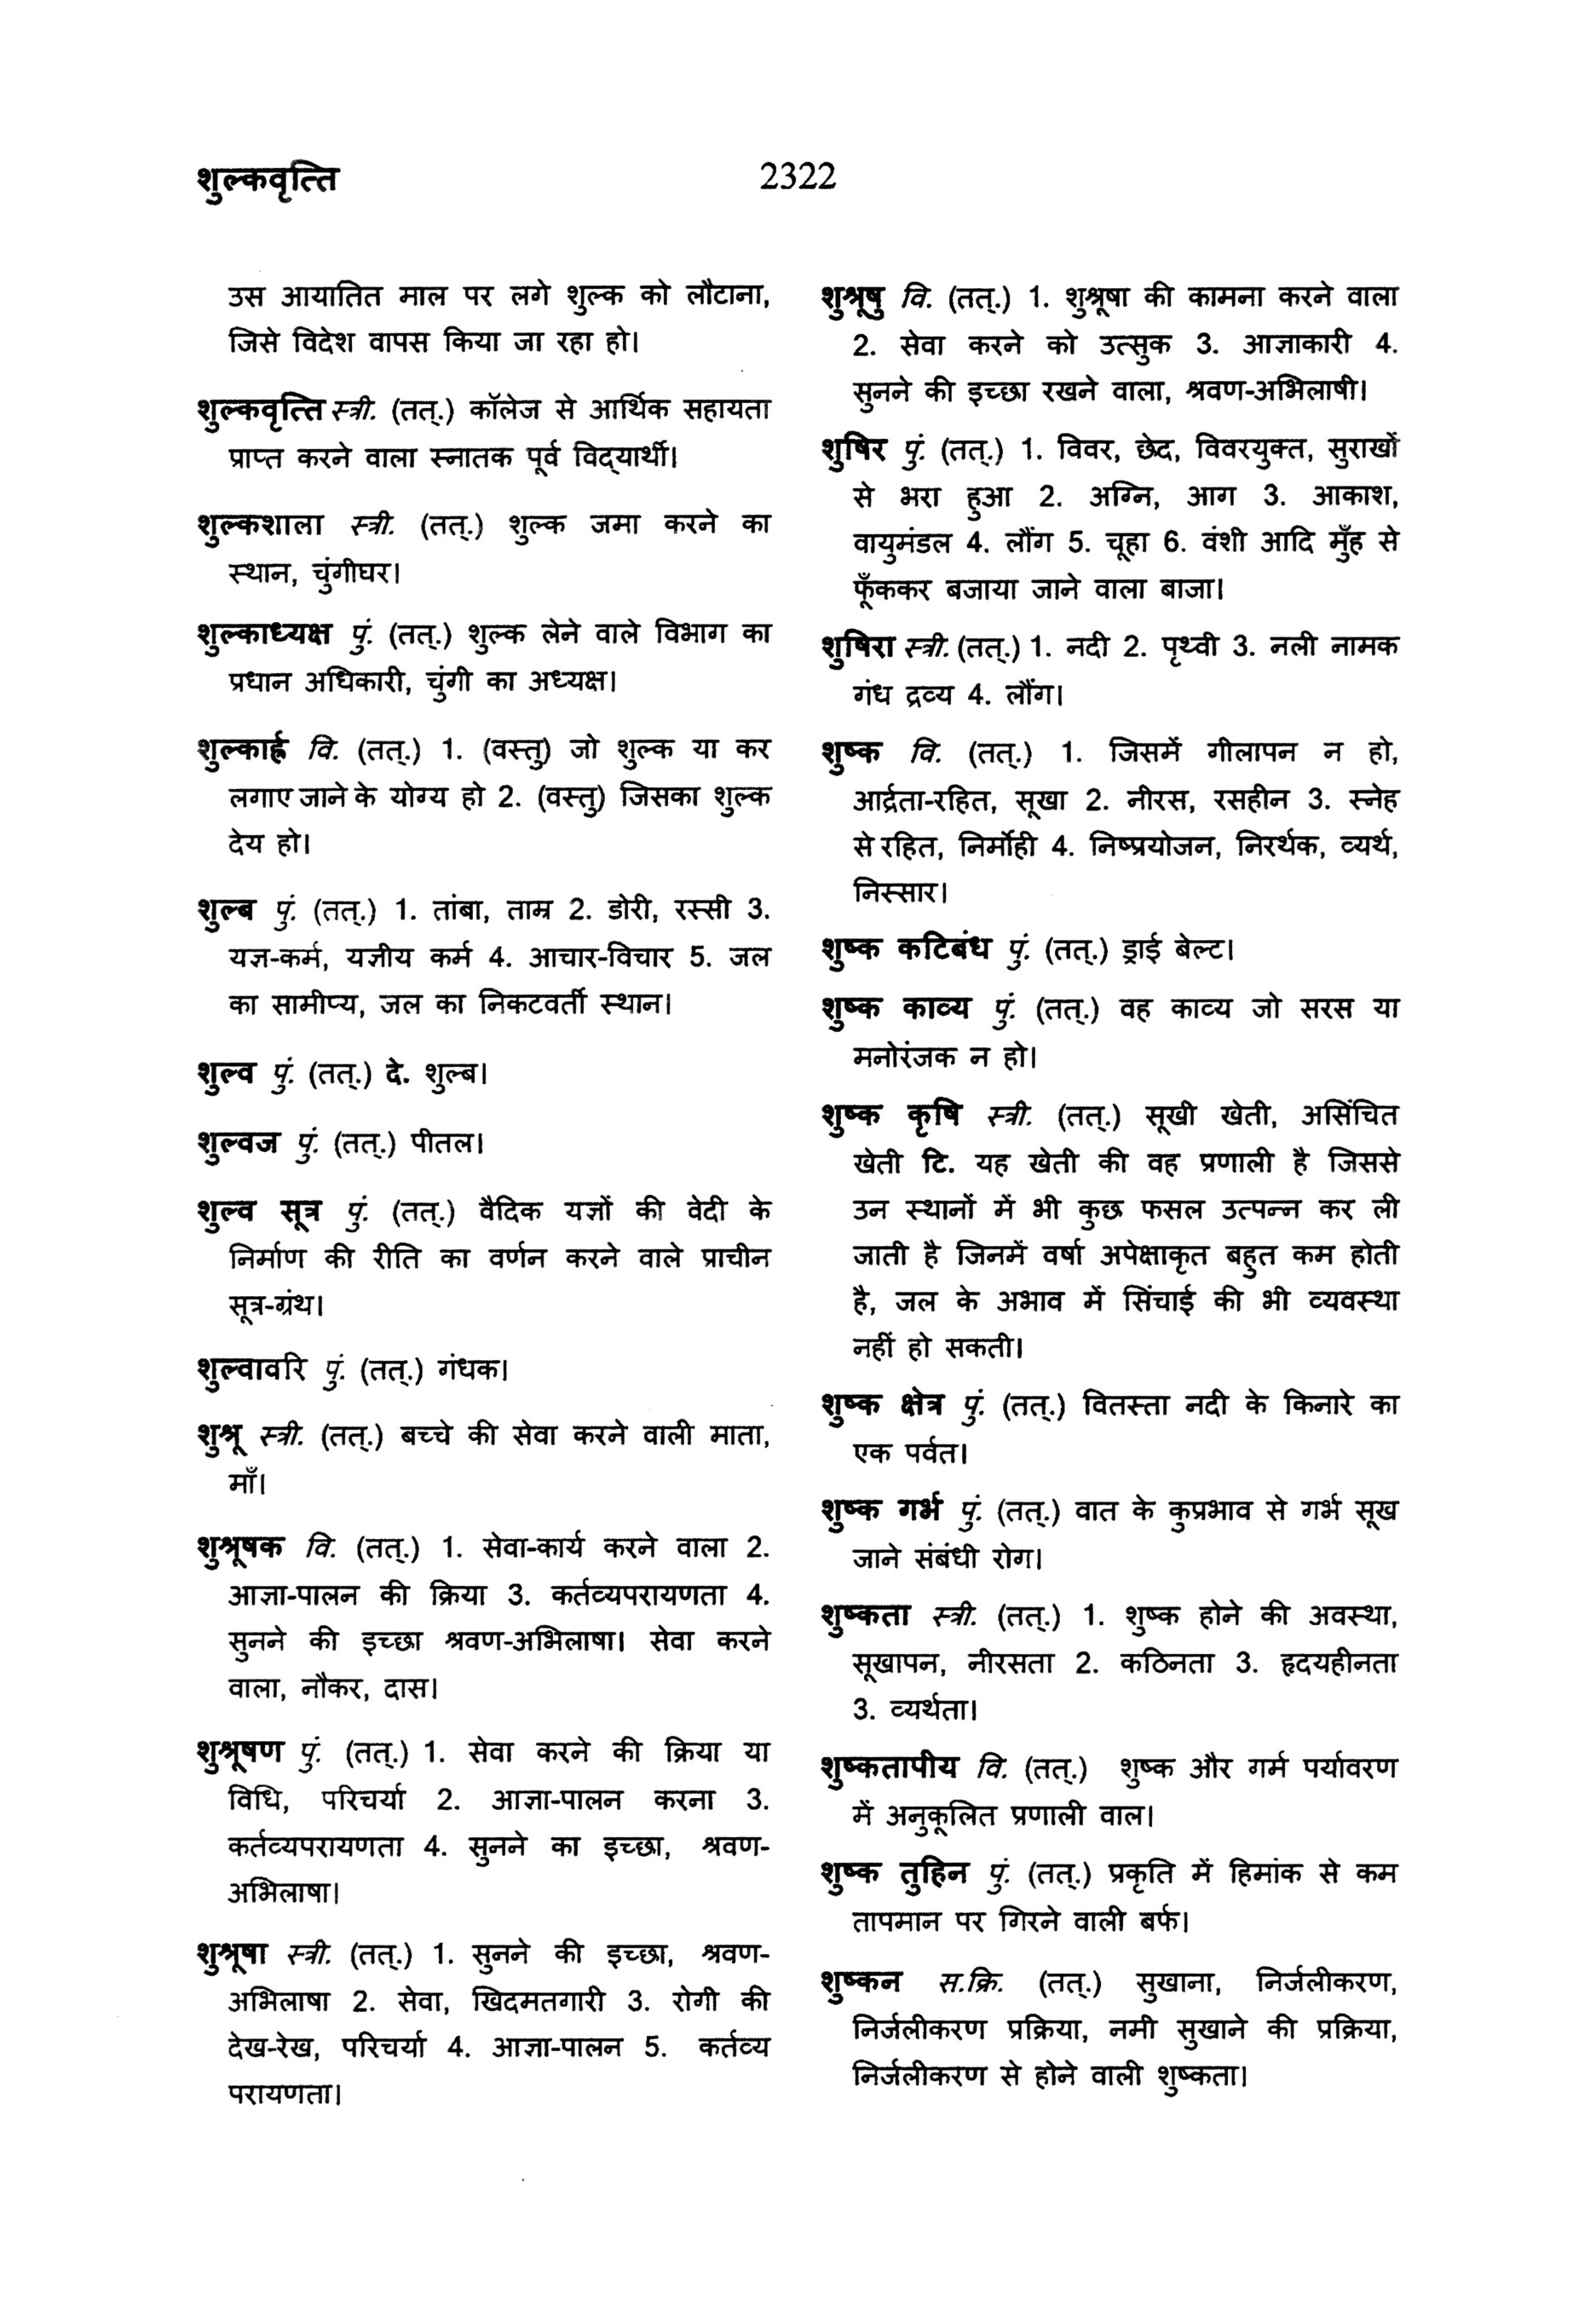 शुल्कवृत्ति
2322
उस आयातित माल पर लगे शुल्क को लौटाना,
जिसे विदेश वापस किया जा रहा हो।
शुल्कवृत्ति स्त्री. (तत्.) कॉलेज से आर्थिक सहायता
प्राप्त करने वाला स्नातक पूर्व विद्‍यार्थी।
शुल्कशाला स्त्री. (तत्.) शुल्क जमा करने का
स्थान, चुंगीघर।
शुल्काध्यक्ष पुं. (तत्.) शुल्क लेने वाले विभाग का
प्रधान अधिकारी, चुंगी का अध्यक्ष।
शुल्कार्ह वि. (तत्.) 1. (वस्तु) जो शुल्क या कर
लगाए जाने के योग्य हो 2. (वस्तु) जिसका शुल्क
देय हो।
शुल्ब पुं. (तत्.) 1. तांबा, ताम्र 2. डोरी, रस्सी 3.
यज्ञ-कर्म, यज्ञीय कर्म 4. आचार-विचार 5. जल
का सामीप्य, जल का निकटवर्ती स्थान।
शुल्व पुं. (तत्.) दे. शुल्ब।
शुल्वज पुं. (तत्.) पीतल।
शुल्व सूत्र पुं. (तत्.) वैदिक यज्ञों की वेदी के
निर्माण की रीति का वर्णन करने वाले प्राचीन
सूत्र-ग्रंथ।
शुल्वावरि पुं. (तत्.) गंधक।
शुश्रू स्त्री. (तत्.) बच्चे की सेवा करने वाली माता,
माँ।
शुश्रूषक वि. (तत्.) 1. सेवा-कार्य करने वाला 2.
आज्ञा-पालन की क्रिया 3. कर्तव्यपरायणता 4.
सुनने की इच्छा श्रवण-अभिलाषा। सेवा करने
वाला, नौकर, दास।
शुश्रूषण पुं. (तत्.) 1. सेवा करने की क्रिया या
विधि, परिचर्या 2. आज्ञा-पालन करना 3.
कर्तव्यपरायणता 4. सुनने का इच्छा, श्रवण-
अभिलाषा।
शुश्रूषा स्त्री. (तत्.) 1. सुनने की इच्छा, श्रवण-
अभिलाषा 2. सेवा, खिदमतगारी 3. रोगी की
देख-रेख, परिचर्या 4. आज्ञा-पालन 5. कर्तव्य
परायणता।
शुश्रूषु वि. (तत्.) 1. शुश्रूषा की कामना करने वाला
2. सेवा करने को उत्सुक 3. आज्ञाकारी 4.
सुनने की इच्छा रखने वाला, श्रवण-अभिलाषी।
शुषिर पुं. (तत्.) 1. विवर, छेद, विवरयुक्त, सुराखों
से भरा हुआ 2. अग्नि, आग 3. आकाश,
वायुमंडल 4. लौंग 5. चूहा 6. वंशी आदि मुँह से
फूँककर बजाया जाने वाला बाजा।
शुषिरा स्त्री. (तत्.) 1. नदी 2. पृथ्वी 3. नली नामक
गंध द्रव्य 4. लौंग।
शुष्क वि. (तत्.) 1. जिसमें गीलापन न हो,
आर्द्रता-रहित, सूखा 2. नीरस, रसहीन 3. स्नेह
से रहित, निर्मोही 4. निष्प्रयोजन, निरर्थक, व्यर्थ,
निस्सार।
शुष्क कटिबंध पुं. (तत्.) ड्राई बेल्ट।
शुष्क काव्य पुं. (तत्.) वह काव्य जो सरस या
मनोरंजक न हो।
शुष्क कृषि स्त्री. (तत्.) सूखी खेती, असिंचित
खेती टि. यह खेती की वह प्रणाली है जिससे
उन स्थानों में भी कुछ फसल उत्पन्न कर ली
जाती है जिनमें वर्षा अपेक्षाकृत बहुत कम होती
है, जल के अभाव में सिंचाई की भी व्यवस्था
नहीं हो सकती।
शुष्क क्षेत्र पुं. (तत्.) वितस्ता नदी के किनारे का
एक पर्वत।
शुष्क गर्भ पुं. (तत्.) वात के कुप्रभाव से गर्भ सूख
जाने संबंधी रोग।
शुष्कता स्त्री. (तत्.) 1. शुष्क होने की अवस्था,
सूखापन, नीरसता 2. कठिनता 3. हृदयहीनता
3. व्यर्थता।
शुष्कतापीय वि. (तत्.) शुष्क और गर्म पर्यावरण
में अनुकूलित प्रणाली वाल।
शुष्क तुहिन पुं. (तत्.) प्रकृति में हिमांक से कम
तापमान पर गिरने वाली बर्फ।
शुष्कन स.क्रि. (तत्.) सुखाना, निर्जलीकरण,
निर्जलीकरण प्रक्रिया, नमी सुखाने की प्रक्रिया,
निर्जलीकरण से होने वाली शुष्कता।